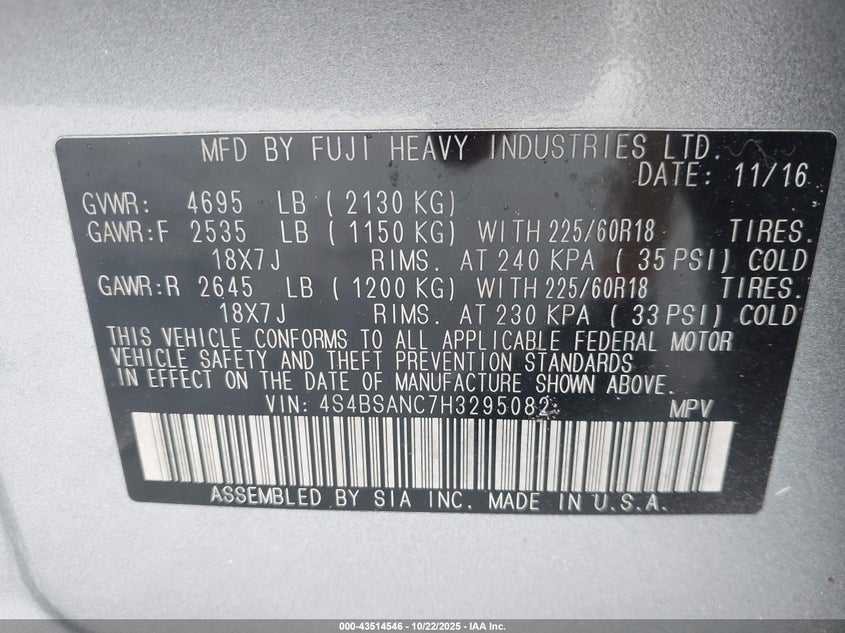 MFD BY FUJI HEAVY INDUSTRIES LTD.
DATE: 11/16
GVWR: 4695 LB ( 2130 KG)
GAWR:F 2535 LB ( 1150 KG) WITH 225/60R18 TIRES.
18X7J RIMS. AT 240 KPA ( 35 PSI) COLD
GAWR:R 2645 LB ( 1200 KG) WITH 225/60R18 TIRES.
18X7J RIMS. AT 230 KPA ( 33 PSI) COLD
THIS VEHICLE CONFORMS TO ALL APPLICABLE FEDERAL MOTOR
VEHICLE SAFETY AND THEFT PREVENTION STANDARDS
IN EFFECT ON THE DATE OF MANUFACTURE SHOWN ABOVE.
VIN: 4S4BSANC7H3295082 MPV
ASSEMBLED BY SIA INC. MADE IN U.S.A.
000-43514546 - 10/22/2025 - IAA Inc.